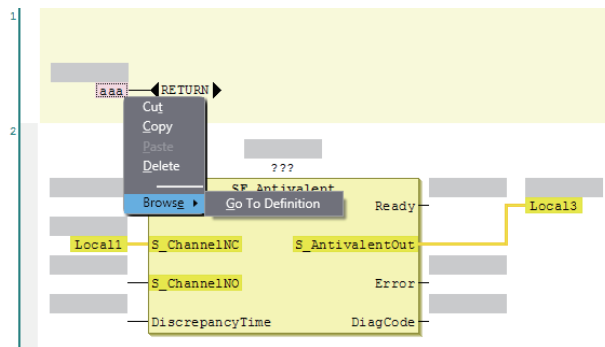 1
aaa RETURN
Cut
Copy
Paste
Delete
Browse Go To Definition
2
???
SF_Antivalent
Ready Local3
Local1 S_ChannelNC S_AntivalentOut
S_ChannelNO Error
DiscrepancyTime DiagCode